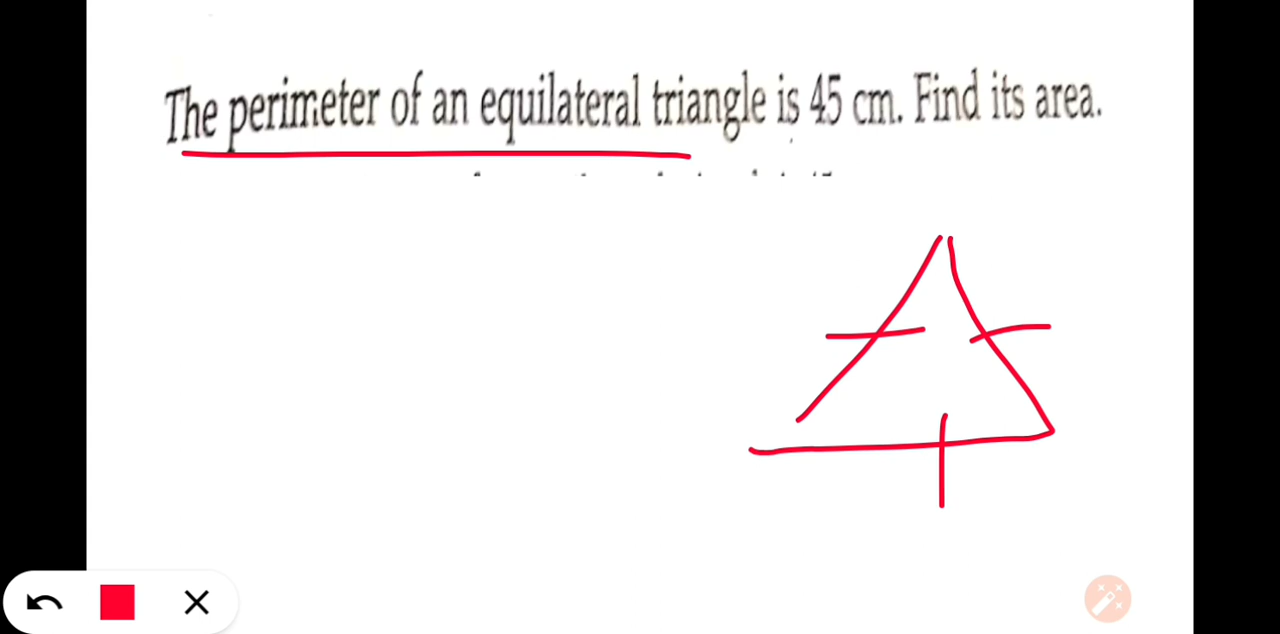 The perimeter of an equilateral triangle is 45 cm. Find its area.